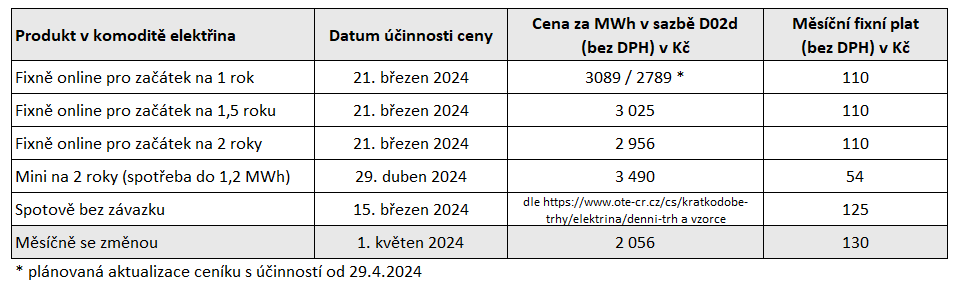 Produkt v komoditě elektřina Datum účinnosti ceny Cena za MWh v sazbě D02d (bez DPH) v Kč Měsíční fixní plat (bez DPH) v Kč
Fixně online pro začátek na 1 rok 21. březen 2024 3089 / 2789 * 110
Fixně online pro začátek na 1,5 roku 21. březen 2024 3 025 110
Fixně online pro začátek na 2 roky 21. březen 2024 2 956 110
Mini na 2 roky (spotřeba do 1,2 MWh) 29. duben 2024 3 490 54
Spotově bez závazku 15. březen 2024 dle https://www.ote-cr.cz/cs/kratkodobe-trhy/elektrina/denni-trh a vzorce 125
Měsíčně se změnou 1. květen 2024 2 056 130
* plánovaná aktualizace ceníku s účinností od 29.4.2024